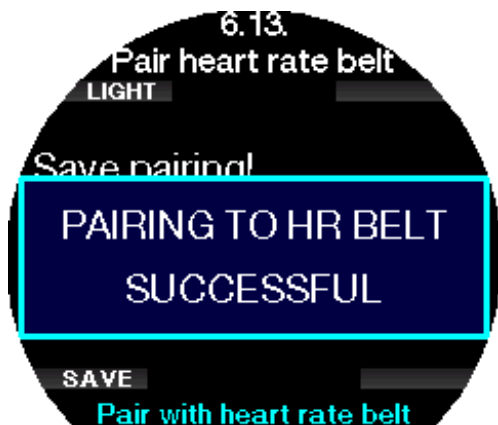 6.13.
Pair heart rate belt
LIGHT
Save pairing!
PAIRING TO HR BELT
SUCCESSFUL
SAVE
Pair with heart rate belt